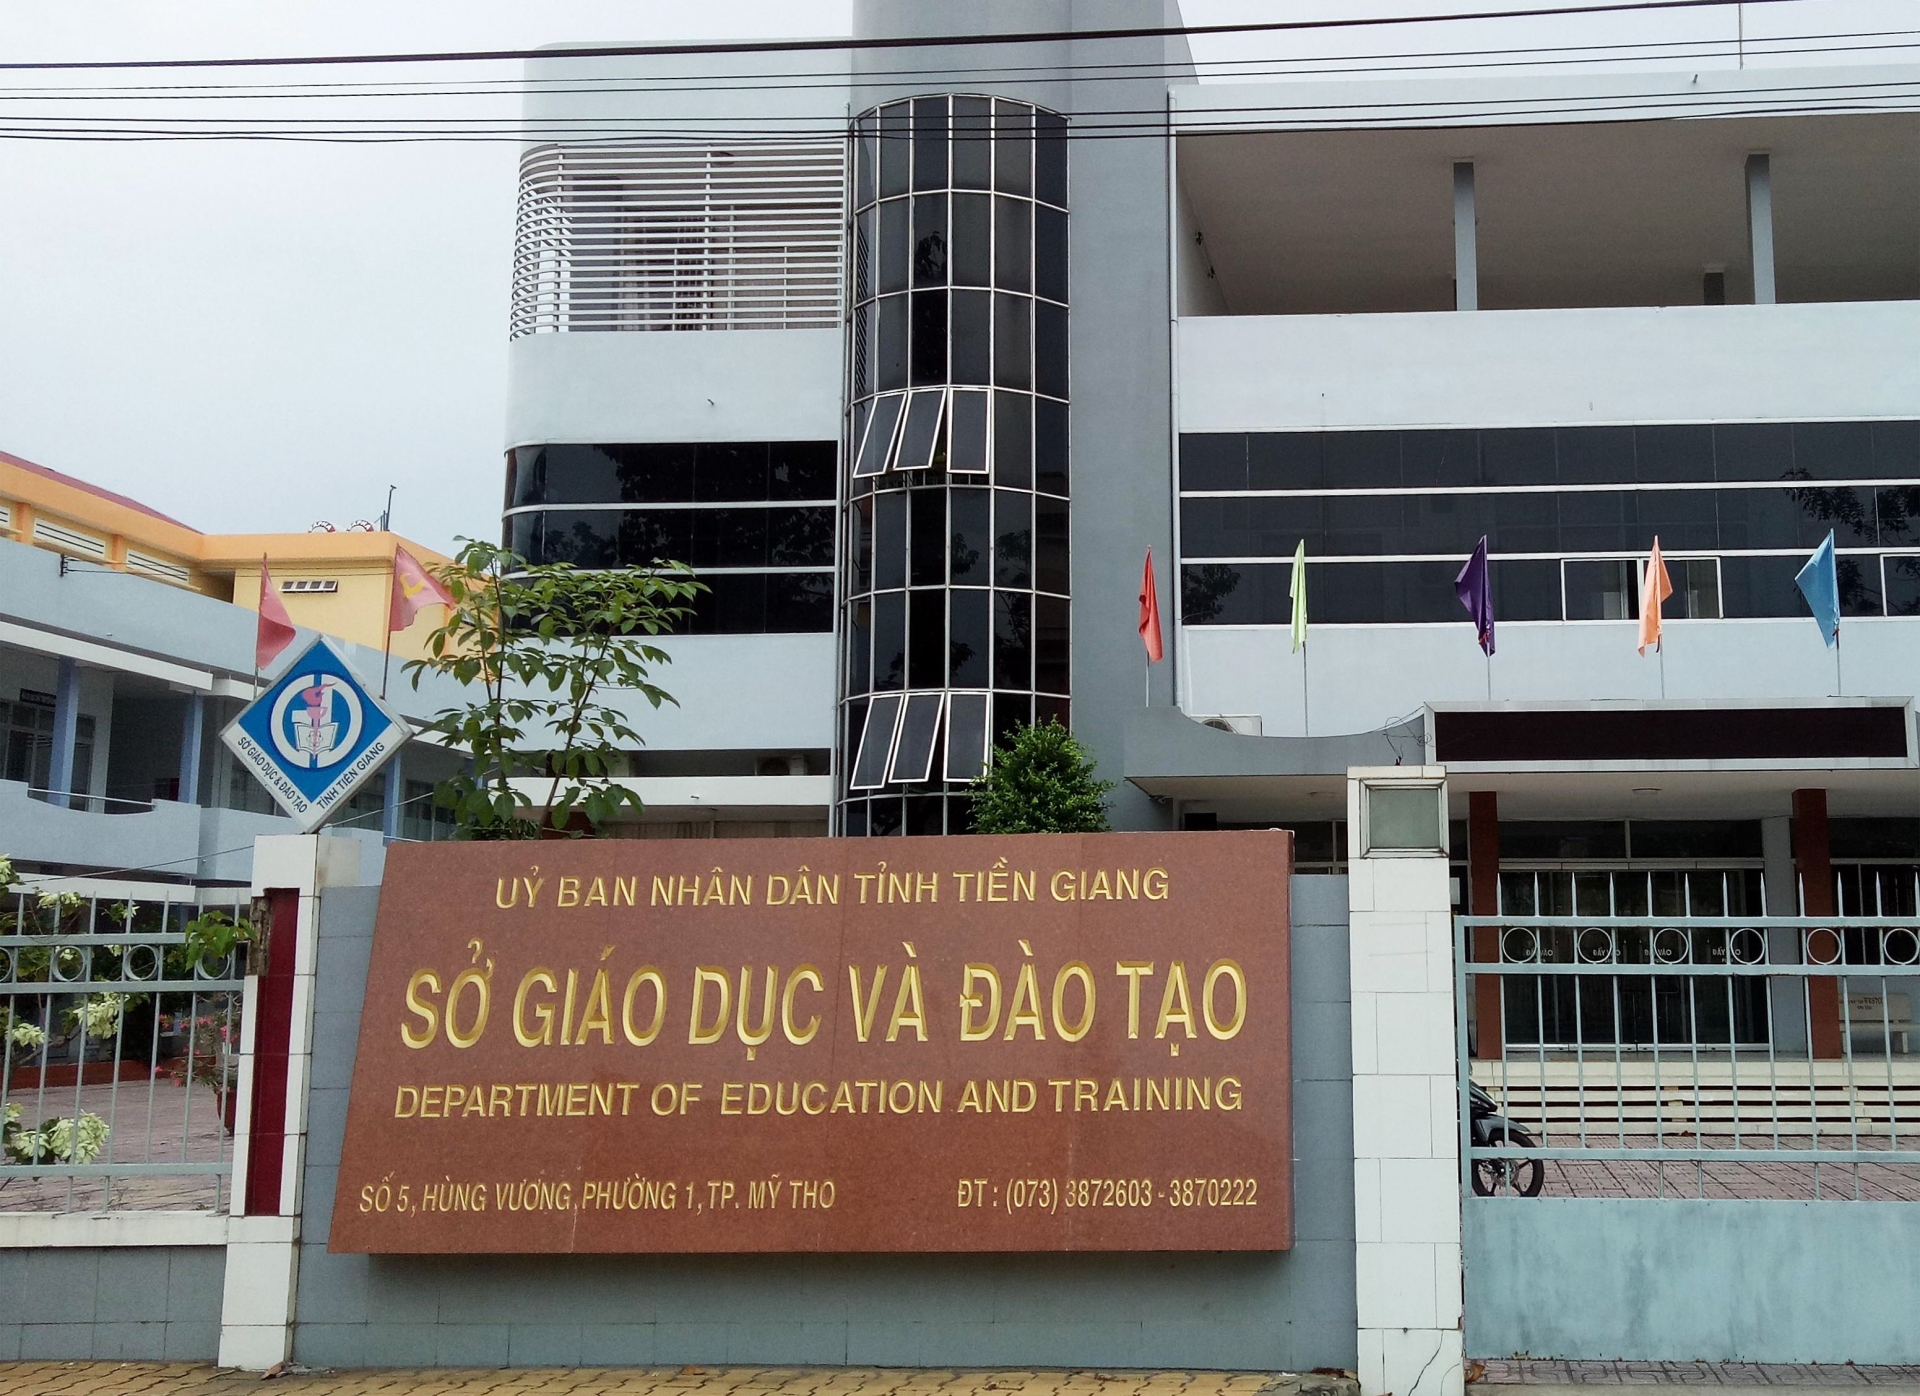 SỞ GIÁO DỤC & ĐÀO TẠO
TỈNH TIỀN GIANG
UỶ BAN NHÂN DÂN TỈNH TIỀN GIANG
SỞ GIÁO DỤC VÀ ĐÀO TẠO
DEPARTMENT OF EDUCATION AND TRAINING
SỐ 5, HÙNG VƯƠNG, PHƯỜNG 1, TP. MỸ THO
ĐT : (073) 3872603 - 3870222
ĐẨY VÀO